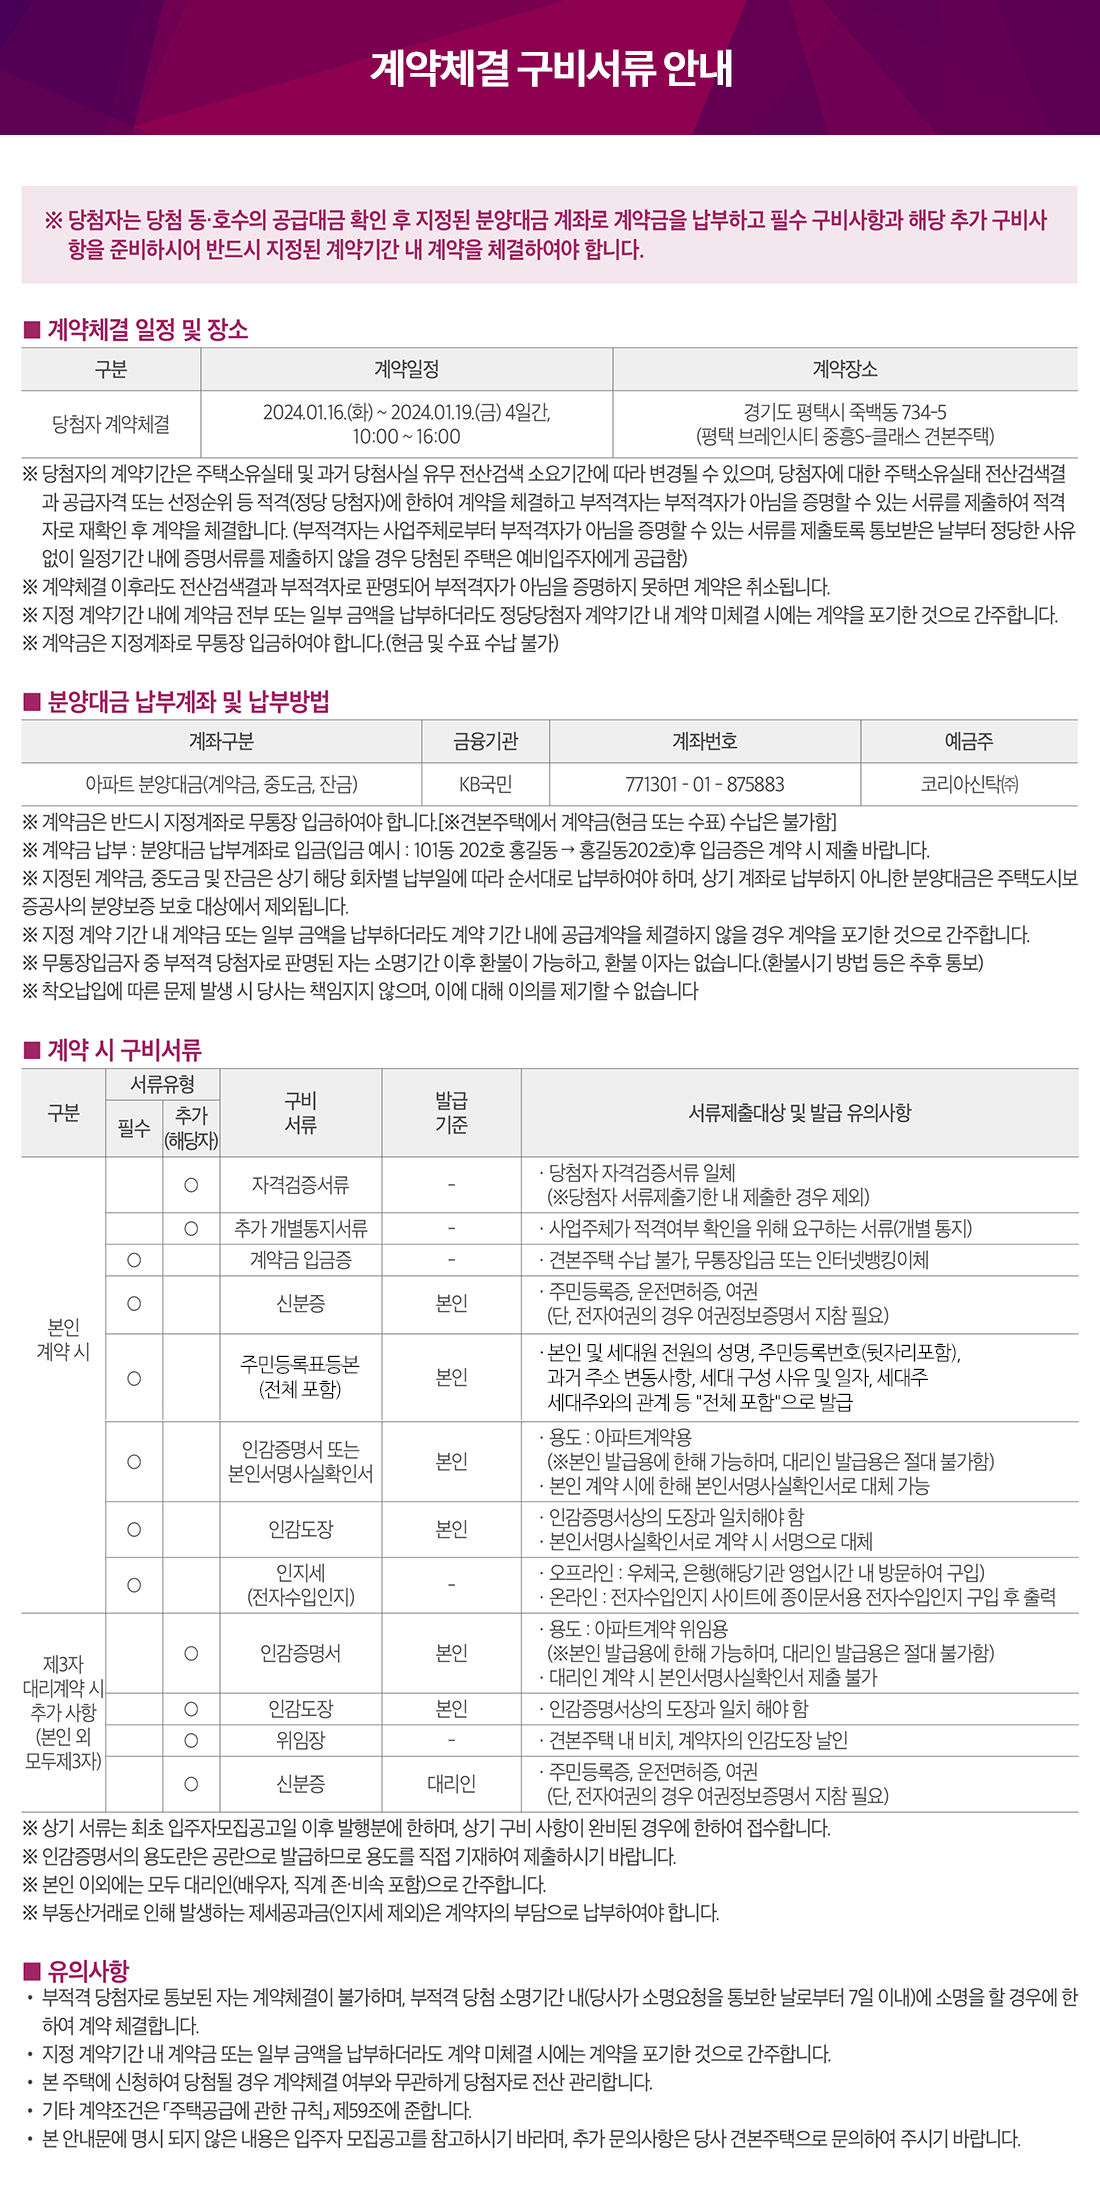 계약체결 구비서류 안내
※ 당첨자는 당첨 동·호수의 공급대금 확인 후 지정된 분양대금 계좌로 계약금을 납부하고 필수 구비사항과 해당 추가 구비사
항을 준비하시어 반드시 지정된 계약기간 내 계약을 체결하여야 합니다.
■ 계약체결 일정 및 장소
구분 계약일정 계약장소
당첨자 계약체결
2024.01.16.(화) ~ 2024.01.19.(금) 4일간,
10:00 ~ 16:00
경기도 평택시 죽백동 734-5
(평택 브레인시티 중흥S-클래스 견본주택)
※ 당첨자의 계약기간은 주택소유실태 및 과거 당첨사실 유무 전산검색 소요기간에 따라 변경될 수 있으며, 당첨자에 대한 주택소유실태 전산검색결
과 공급자격 또는 선정순위 등 적격(정당 당첨자)에 한하여 계약을 체결하고 부적격자는 부적격자가 아님을 증명할 수 있는 서류를 제출하여 적격
자로 재확인 후 계약을 체결합니다. (부적격자는 사업주체로부터 부적격자가 아님을 증명할 수 있는 서류를 제출토록 통보받은 날부터 정당한 사유
없이 일정기간 내에 증명서류를 제출하지 않을 경우 당첨된 주택은 예비입주자에게 공급함)
※ 계약체결 이후라도 전산검색결과 부적격자로 판명되어 부적격자가 아님을 증명하지 못하면 계약은 취소됩니다.
※ 지정 계약기간 내에 계약금 전부 또는 일부 금액을 납부하더라도 정당당첨자 계약기간 내 계약 미체결 시에는 계약을 포기한 것으로 간주합니다.
※ 계약금은 지정계좌로 무통장 입금하여야 합니다.(현금 및 수표 수납 불가)
■ 분양대금 납부계좌 및 납부방법
계좌구분 금융기관 계좌번호 예금주
아파트 분양대금(계약금, 중도금, 잔금) KB국민 771301 - 01 - 875883 코리아신탁㈜
※ 계약금은 반드시 지정계좌로 무통장 입금하여야 합니다.[※견본주택에서 계약금(현금 또는 수표) 수납은 불가함]
※ 계약금 납부 : 분양대금 납부계좌로 입금(입금 예시 : 101동 202호 홍길동 → 홍길동202호)후 입금증은 계약 시 제출 바랍니다.
※ 지정된 계약금, 중도금 및 잔금은 상기 해당 회차별 납부일에 따라 순서대로 납부하여야 하며, 상기 계좌로 납부하지 아니한 분양대금은 주택도시보
증공사의 분양보증 보호 대상에서 제외됩니다.
※ 지정 계약 기간 내 계약금 또는 일부 금액을 납부하더라도 계약 기간 내에 공급계약을 체결하지 않을 경우 계약을 포기한 것으로 간주합니다.
※ 무통장입금자 중 부적격 당첨자로 판명된 자는 소명기간 이후 환불이 가능하고, 환불 이자는 없습니다.(환불시기 방법 등은 추후 통보)
※ 착오납입에 따른 문제 발생 시 당사는 책임지지 않으며, 이에 대해 이의를 제기할 수 없습니다
■ 계약 시 구비서류
구분 서류유형 구비 서류 발급 기준 서류제출대상 및 발급 유의사항
필수 추가
(해당자)
본인
계약 시
○ 자격검증서류 - · 당첨자 자격검증서류 일체
(※당첨자 서류제출기한 내 제출한 경우 제외)
○ 추가 개별통지서류 - · 사업주체가 적격여부 확인을 위해 요구하는 서류(개별 통지)
○ 계약금 입금증 - · 견본주택 수납 불가, 무통장입금 또는 인터넷뱅킹이체
○ 신분증 본인 · 주민등록증, 운전면허증, 여권
(단, 전자여권의 경우 여권정보증명서 지참 필요)
○ 주민등록표등본
(전체 포함)
본인 · 본인 및 세대원 전원의 성명, 주민등록번호(뒷자리포함),
과거 주소 변동사항, 세대 구성 사유 및 일자, 세대주
세대주와의 관계 등 "전체 포함"으로 발급
○ 인감증명서 또는
본인서명사실확인서
본인 · 용도 : 아파트계약용
(※본인 발급용에 한해 가능하며, 대리인 발급용은 절대 불가함)
· 본인 계약 시에 한해 본인서명사실확인서로 대체 가능
○ 인감도장 본인 · 인감증명서상의 도장과 일치해야 함
· 본인서명사실확인서로 계약 시 서명으로 대체
○ 인지세
(전자수입인지)
- · 오프라인 : 우체국, 은행(해당기관 영업시간 내 방문하여 구입)
· 온라인 : 전자수입인지 사이트에 종이문서용 전자수입인지 구입 후 출력
제3자
대리계약 시
추가 사항
(본인 외
모두제3자)
○ 인감증명서 본인 · 용도 : 아파트계약 위임용
(※본인 발급용에 한해 가능하며, 대리인 발급용은 절대 불가함)
· 대리인 계약 시 본인서명사실확인서 제출 불가
○ 인감도장 본인 · 인감증명서상의 도장과 일치 해야 함
○ 위임장 - · 견본주택 내 비치, 계약자의 인감도장 날인
○ 신분증 대리인 · 주민등록증, 운전면허증, 여권
(단, 전자여권의 경우 여권정보증명서 지참 필요)
※ 상기 서류는 최초 입주자모집공고일 이후 발행분에 한하며, 상기 구비 사항이 완비된 경우에 한하여 접수합니다.
※ 인감증명서의 용도란은 공란으로 발급하므로 용도를 직접 기재하여 제출하시기 바랍니다.
※ 본인 이외에는 모두 대리인(배우자, 직계 존·비속 포함)으로 간주합니다.
※ 부동산거래로 인해 발생하는 제세공과금(인지세 제외)은 계약자의 부담으로 납부하여야 합니다.
■ 유의사항
• 부적격 당첨자로 통보된 자는 계약체결이 불가하며, 부적격 당첨 소명기간 내(당사가 소명요청을 통보한 날로부터 7일 이내)에 소명을 할 경우에 한
하여 계약 체결합니다.
• 지정 계약기간 내 계약금 또는 일부 금액을 납부하더라도 계약 미체결 시에는 계약을 포기한 것으로 간주합니다.
• 본 주택에 신청하여 당첨될 경우 계약체결 여부와 무관하게 당첨자로 전산 관리합니다.
• 기타 계약조건은 「주택공급에 관한 규칙」 제59조에 준합니다.
• 본 안내문에 명시 되지 않은 내용은 입주자 모집공고를 참고하시기 바라며, 추가 문의사항은 당사 견본주택으로 문의하여 주시기 바랍니다.